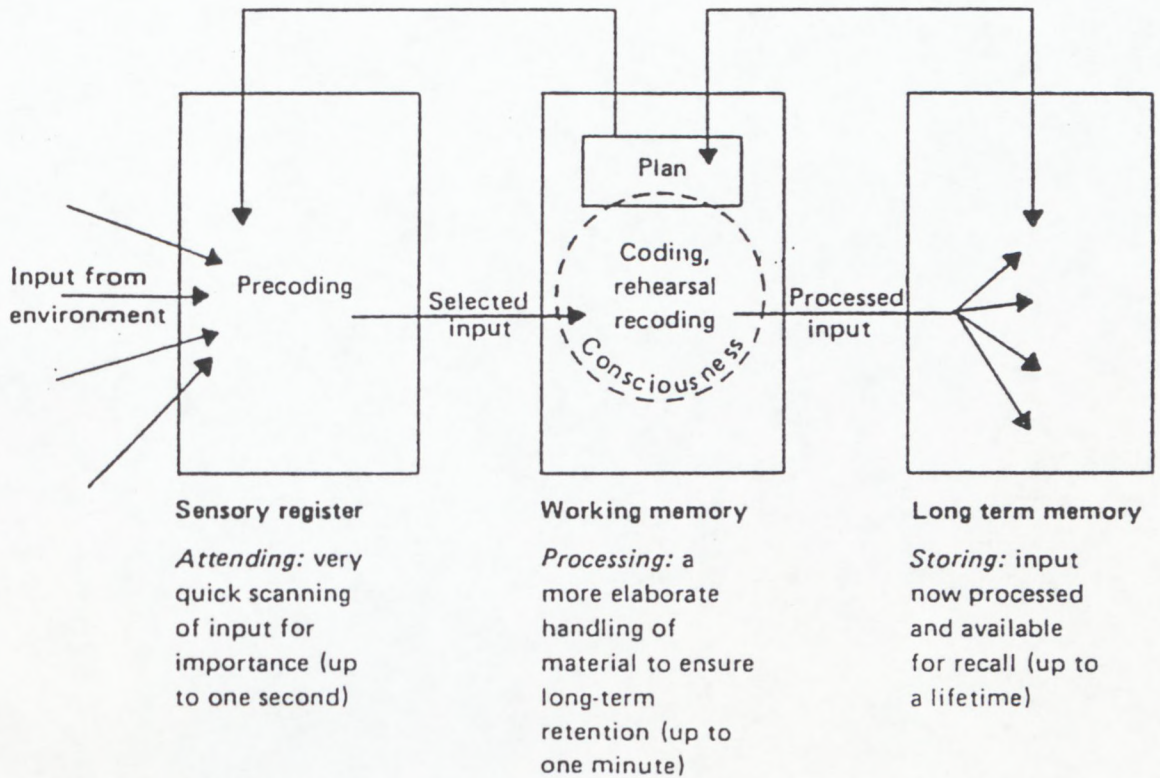 Plan
Input from
environment
Precoding
Selected
input
Coding,
rehearsal
recoding
Consciousness
Processed
input
Sensory register
Attending: very
quick scanning
of input for
importance (up
to one second)
Working memory
Processing: a
more elaborate
handling of
material to ensure
long-term
retention (up to
one minute)
Long term memory
Storing: input
now processed
and available
for recall (up to
a lifetime)